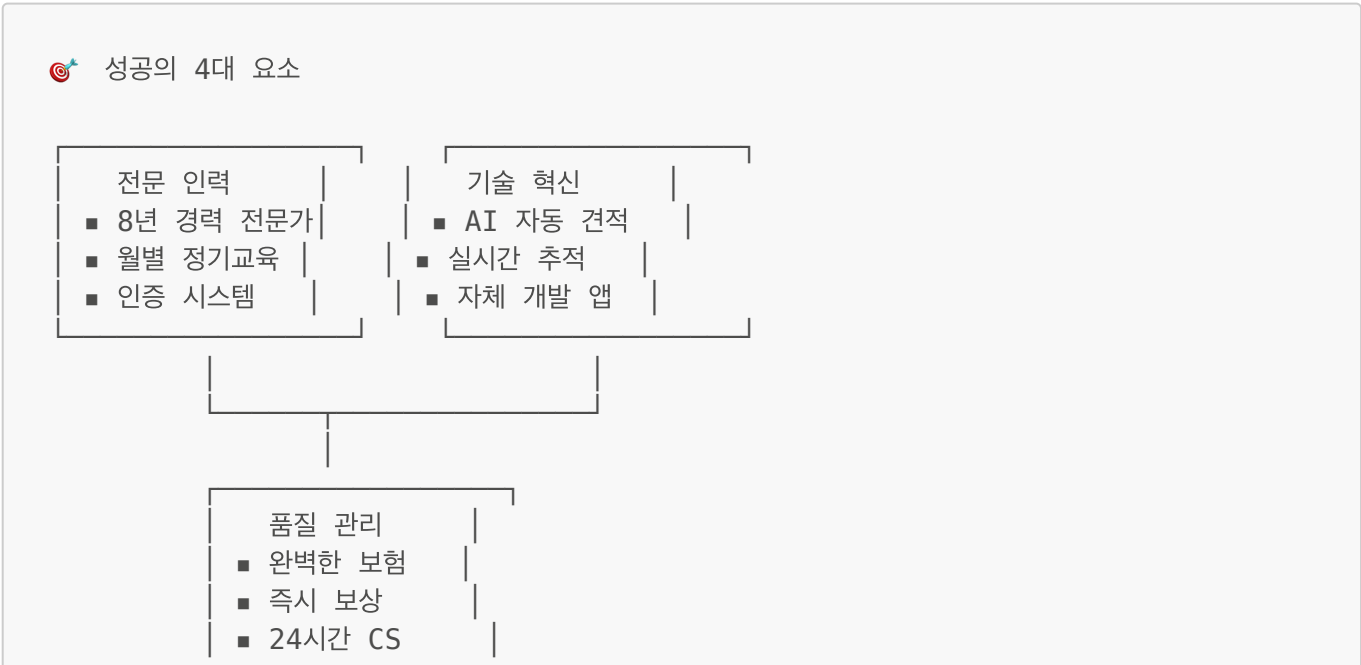 🎯 성공의 4대 요소
전문 인력
▪ 8년 경력 전문가
▪ 월별 정기교육
▪ 인증 시스템
기술 혁신
▪ AI 자동 견적
▪ 실시간 추적
▪ 자체 개발 앱
품질 관리
▪ 완벽한 보험
▪ 즉시 보상
▪ 24시간 CS